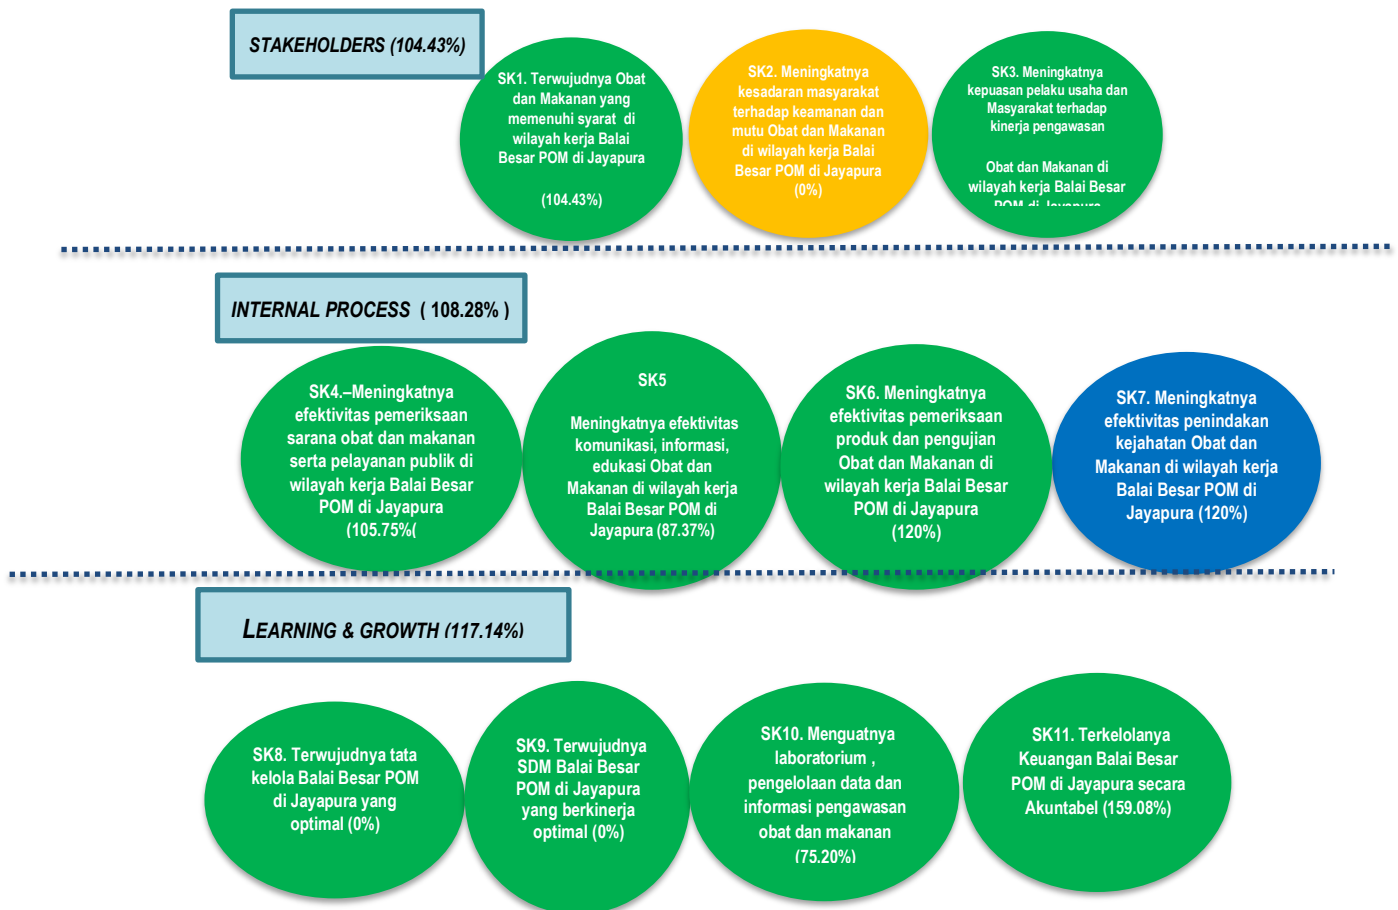 STAKEHOLDERS (104.43%)
SK1. Terwujudnya Obat
dan Makanan yang
memenuhi syarat di
wilayah kerja Balai
Besar POM di Jayapura
(104.43%)
SK2. Meningkatnya
kesadaran masyarakat
terhadap keamanan dan
mutu Obat dan Makanan
di wilayah kerja Balai
Besar POM di Jayapura
(0%)
SK3. Meningkatnya
kepuasan pelaku usaha dan
Masyarakat terhadap
kinerja pengawasan
Obat dan Makanan di
wilayah kerja Balai Besar
POM di Jayapura
INTERNAL PROCESS ( 108.28% )
SK4.–Meningkatnya
efektivitas pemeriksaan
sarana obat dan makanan
serta pelayanan publik di
wilayah kerja Balai Besar
POM di Jayapura
(105.75%(
SK5
Meningkatnya efektivitas
komunikasi, informasi,
edukasi Obat dan
Makanan di wilayah kerja
Balai Besar POM di
Jayapura (87.37%)
SK6. Meningkatnya
efektivitas pemeriksaan
produk dan pengujian
Obat dan Makanan di
wilayah kerja Balai Besar
POM di Jayapura
(120%)
SK7. Meningkatnya
efektivitas penindakan
kejahatan Obat dan
Makanan di wilayah kerja
Balai Besar POM di
Jayapura (120%)
LEARNING & GROWTH (117.14%)
SK8. Terwujudnya tata
kelola Balai Besar POM
di Jayapura yang
optimal (0%)
SK9. Terwujudnya
SDM Balai Besar
POM di Jayapura
yang berkinerja
optimal (0%)
SK10. Menguatnya
laboratorium ,
pengelolaan data dan
informasi pengawasan
obat dan makanan
(75.20%)
SK11. Terkelolanya
Keuangan Balai Besar
POM di Jayapura secara
Akuntabel (159.08%)